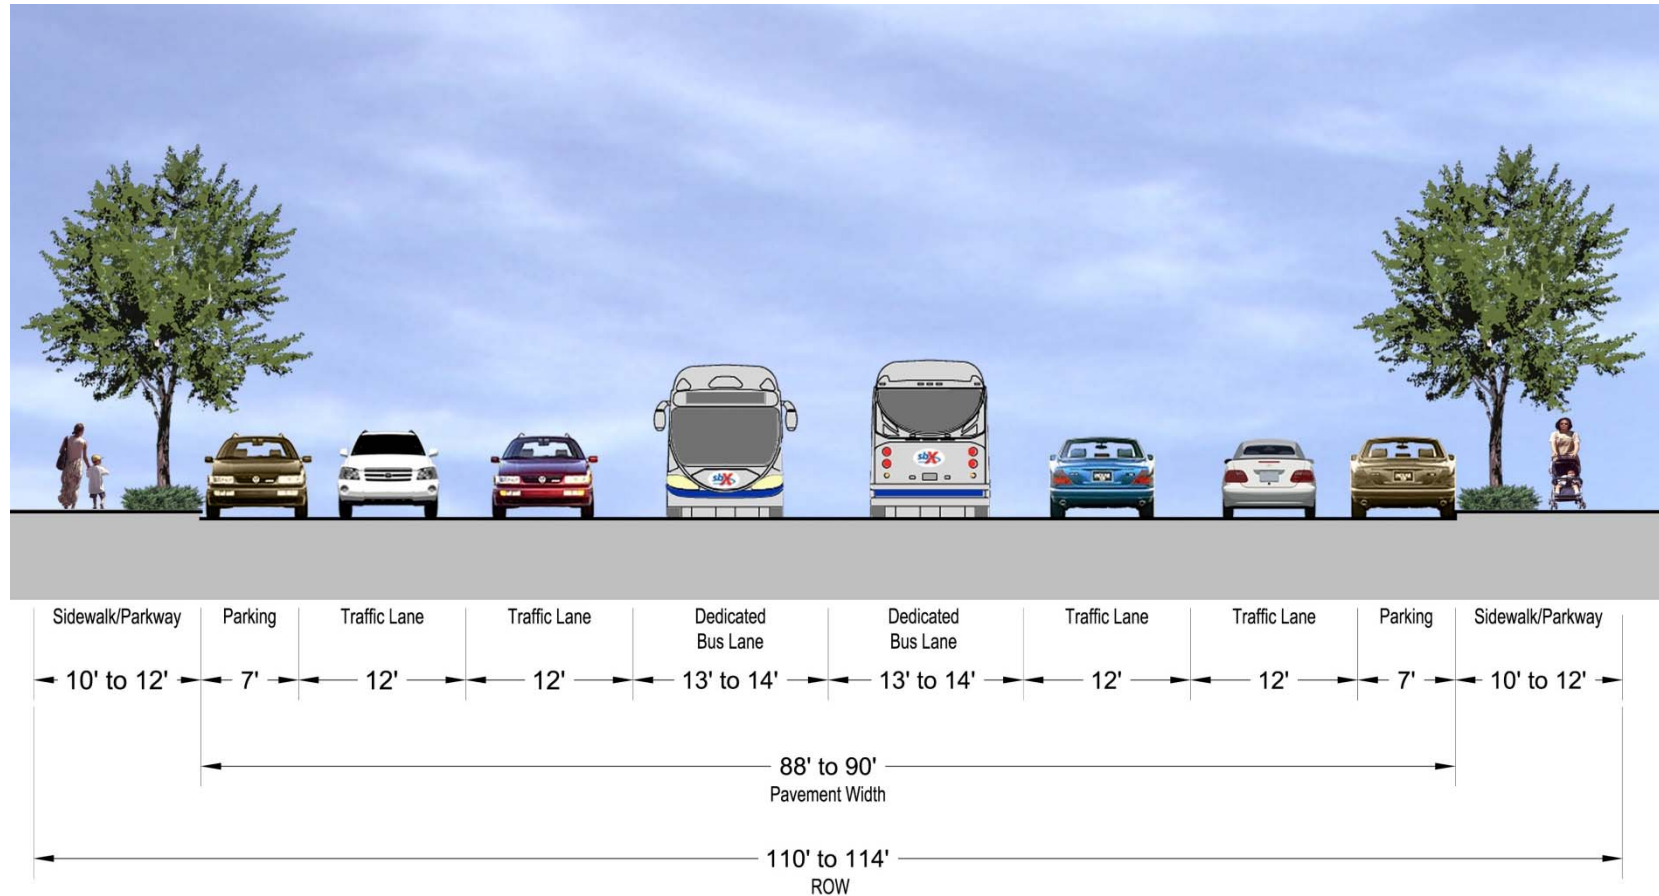 sbX
sbX
Sidewalk/Parkway
Parking
Traffic Lane
Traffic Lane
Dedicated
Bus Lane
Dedicated
Bus Lane
Traffic Lane
Traffic Lane
Parking
Sidewalk/Parkway
10' to 12'
7'
12'
12'
13' to 14'
13' to 14'
12'
12'
7'
10' to 12'
88' to 90'
Pavement Width
110' to 114'
ROW